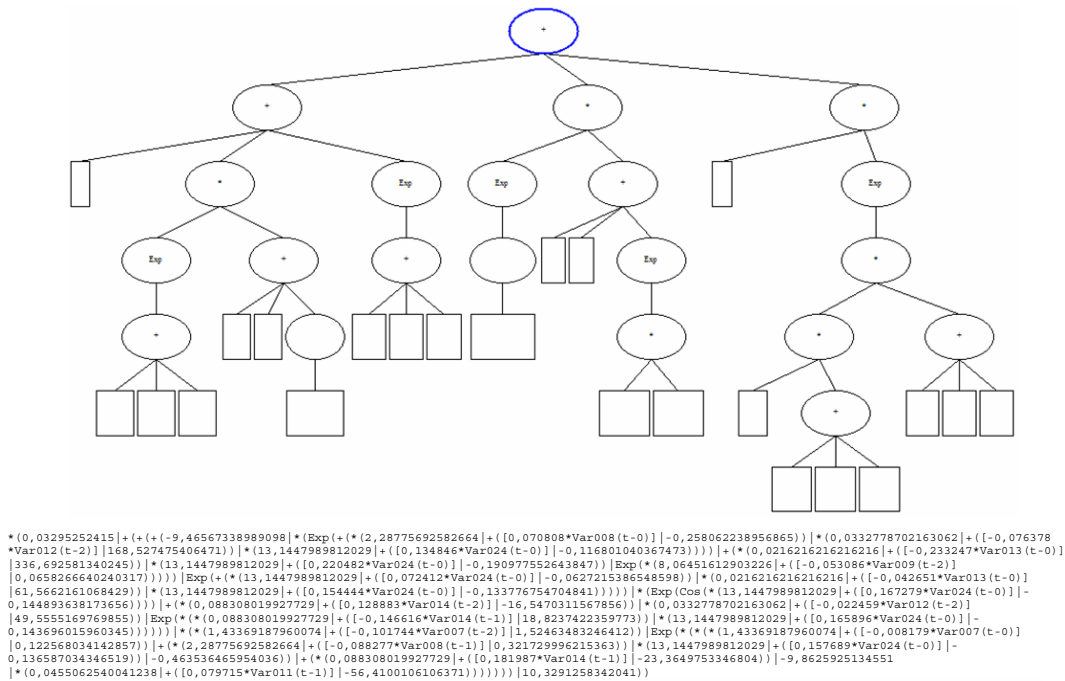 +
+ * *
* Exp Exp + Exp
Exp + + Exp *
+ * * +
+
*(0,03295252415|+(+(+(-9,46567338989098|*(Exp(+(*(2,28775692582664|+([0,070808*Var008(t-0)]|-0,258062238956865))|*(0,0332778702163062|+([-0,076378
*Var012(t-2)]|168,527475406471))|*(13,1447989812029|+([0,134846*Var024(t-0)]|-0,116801040367473))))|+(*(0,0216216216216216|+([-0,233247*Var013(t-0)]
|336,692581340245))|*(13,1447989812029|+([0,220482*Var024(t-0)]|-0,190977552643847))|Exp(*(8,06451612903226|+([-0,053086*Var009(t-2)]
|0,0658266640240317)))))|Exp(+(*(13,1447989812029|+([0,072412*Var024(t-0)]|-0,0627215386548598))|*(0,0216216216216216|+([-0,042651*Var013(t-0)]
|61,5662161068429))|*(13,1447989812029|+([0,154444*Var024(t-0)]|-0,133776754704841)))))|*(Exp(Cos(*(13,1447989812029|+([0,167279*Var024(t-0)]|-
0,144893638173656))))|+(*(0,088308019927729|+([0,128883*Var014(t-2)]|-16,5470311567856))|*(0,0332778702163062|+([-0,022459*Var012(t-2)]
|49,5555169769855))|Exp(*(*(0,088308019927729|+([-0,146616*Var014(t-1)]|18,8237422359773))|*(13,1447989812029|+([0,165896*Var024(t-0)]|-
0,143696015960345))))))|*(*(1,43369187960074|+([-0,101744*Var007(t-2)]|1,52463483246412))|Exp(*(*(*(1,43369187960074|+([-0,008179*Var007(t-0)]
|0,122568034142857))|+(*(2,28775692582664|+([-0,088277*Var008(t-1)]|0,321729996215363))|*(13,1447989812029|+([0,157689*Var024(t-0)]|-
0,136587034346519))|-0,463536465954036))|+(*(0,088308019927729|+([0,181987*Var014(t-1)]|-23,3649753346804))|-9,8625925134551
|*(0,0455062540041238|+([0,079715*Var011(t-1)]|-56,4100106106371)))))))|10,3291258342041))